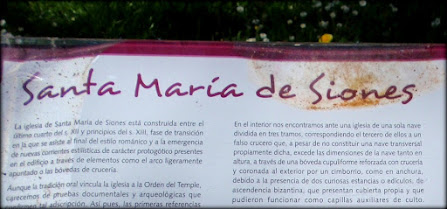 Santa María de Siones
La iglesia de Santa María de Siones está construida entre el
último cuarto del s. XII y principios del s. XIII, fase de transición
en la que se asiste al final del estilo románico y a la emergencia
de nuevas corrientes estilísticas de carácter protogótico presentes
en el edificio a través de elementos como el arco ligeramente
apuntado o las bóvedas de crucería.
Aunque la tradición oral vincula la iglesia a la Orden del Temple,
carecemos de pruebas documentales y arqueológicas que
confirmen tal adscripción. Así pues, las primeras referencias
En el interior nos encontramos ante una iglesia de una sola nave
dividida en tres tramos, correspondiendo el tercero de ellos a un
falso crucero que, a pesar de no constituir una nave transversal
propiamente dicha, excede las dimensiones de la nave tanto en
altura, a través de una bóveda cupuliforme reforzada con crucería
y coronada al exterior por un cimborrio, como en anchura,
debido a la presencia de dos curiosas estancias o edículos, de
ascendencia bizantina, que presentan cubierta propia y que
pudieron funcionar como capillas auxiliares de culto.